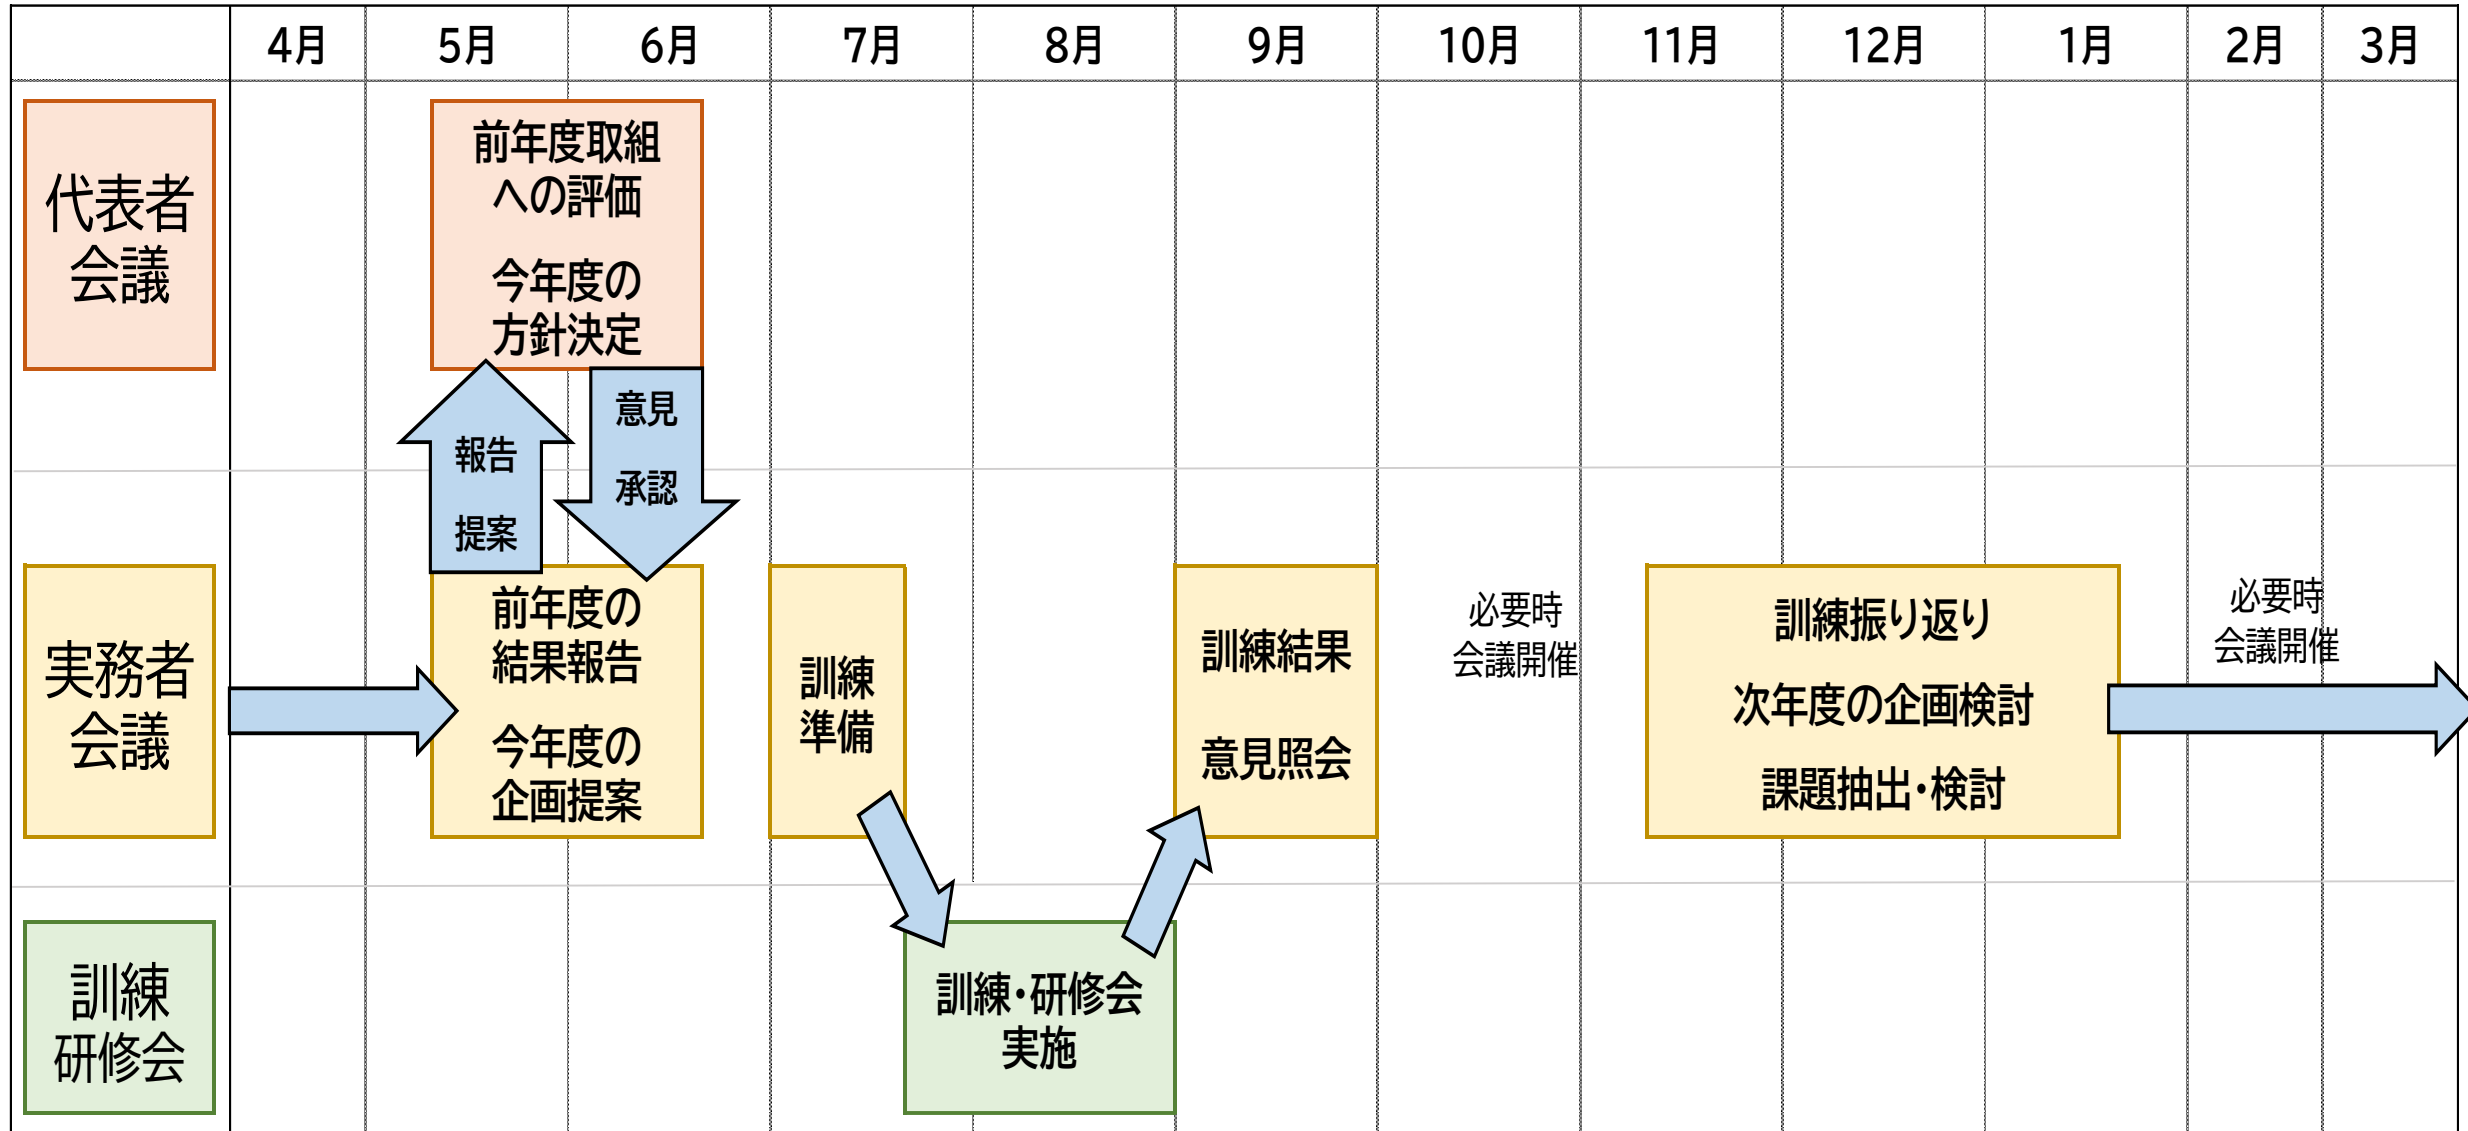 4月 5月 6月 7月 8月 9月 10月 11月 12月 1月 2月 3月
代表者
会議
前年度取組
への評価
今年度の
方針決定
報告
提案
意見
承認
実務者
会議
前年度の
結果報告
今年度の
企画提案
訓練
準備
訓練結果
意見照会
必要時
会議開催
訓練振り返り
次年度の企画検討
課題抽出・検討
必要時
会議開催
訓練
研修会
訓練・研修会
実施